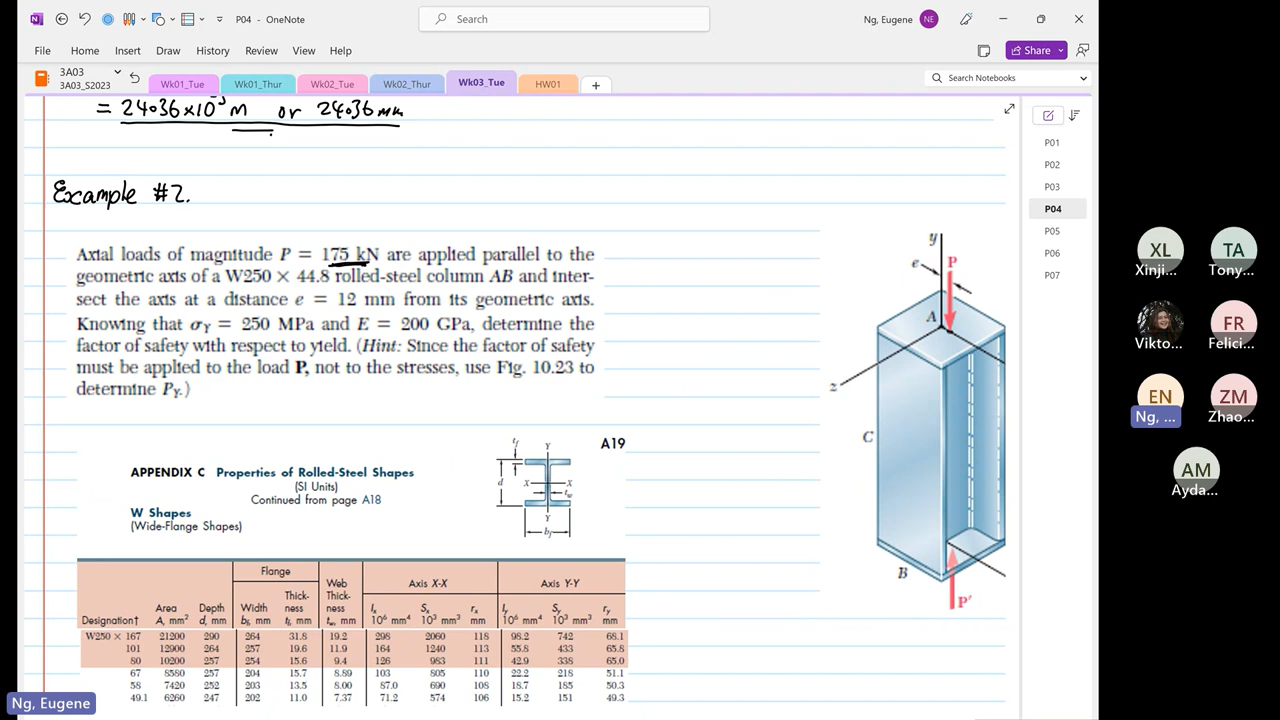 P04 - OneNote
Search
Ng, Eugene
NE
File Home Insert Draw History Review View Help
Share
3A03
3A03_S2023
Wk01_Tue
Wk01_Thur
Wk02_Tue
Wk02_Thur
Wk03_Tue
HW01
+
Search Notebooks
= 24.036×10⁻³ m or 24.036 mm
Example #2.
Axial loads of magnitude P = 175 kN are applied parallel to the
geometric axis of a W250 × 44.8 rolled-steel column AB and inter-
sect the axis at a distance e = 12 mm from its geometric axis.
Knowing that σY = 250 MPa and E = 200 GPa, determine the
factor of safety with respect to yield. (Hint: Since the factor of safety
must be applied to the load P, not to the stresses, use Fig. 10.23 to
determine PY.)
y
e
P
A
z
C
B
P'
A19
APPENDIX C Properties of Rolled-Steel Shapes
(SI Units)
Continued from page A18
W Shapes
(Wide-Flange Shapes)
tf
Y
d
X
X
tw
Y
bf
Flange
Web Thick-ness tw, mm
Axis X-X
Axis Y-Y
Designation† Area A, mm² Depth d, mm Width bf, mm Thick-ness tf, mm Ix 10⁶ mm⁴ Sx 10³ mm³ rx mm Iy 10⁶ mm⁴ Sy 10³ mm³ ry mm
W250 × 167 21200 290 264 31.8 19.2 298 2060 118 98.2 742 68.1
101 12900 264 257 19.6 11.9 164 1240 113 55.8 433 65.8
80 10200 257 254 15.6 9.4 126 983 111 42.9 338 65.0
67 8580 257 204 15.7 8.89 103 805 110 22.2 218 51.1
58 7420 252 203 13.5 8.00 87.0 690 108 18.7 185 50.3
49.1 6260 247 202 11.0 7.37 71.2 574 106 15.2 151 49.3
P01
P02
P03
P04
P05
P06
P07
XL
Xinji...
TA
Tony...
Vikto...
FR
Felici...
EN
Ng, ...
ZM
Zhao...
AM
Ayda...
Ng, Eugene